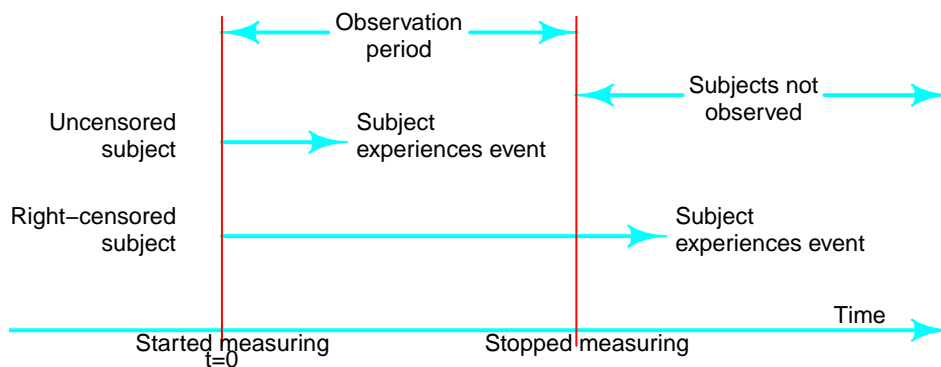 Observation
period
Subjects not
observed
Uncensored
subject
Subject
experiences event
Right−censored
subject
Subject
experiences event
Time
Started measuring
t=0
Stopped measuring